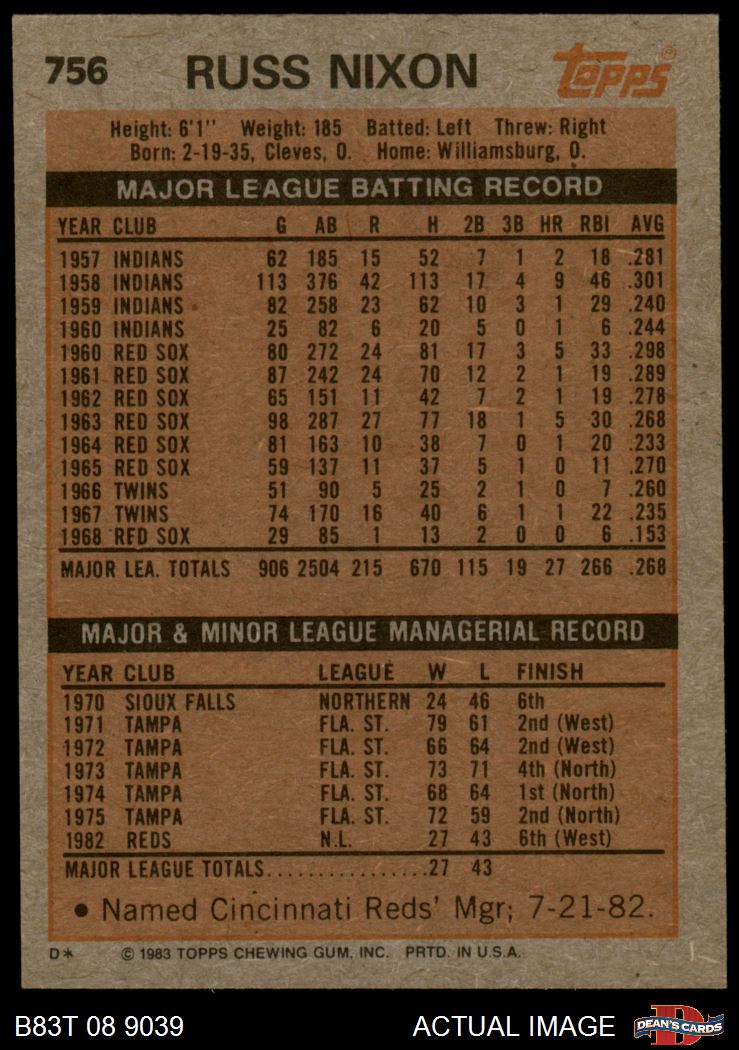 756 RUSS NIXON topps®
Height: 6'1" Weight: 185 Batted: Left Threw: Right
Born: 2-19-35, Cleves, O. Home: Williamsburg, O.
MAJOR LEAGUE BATTING RECORD
YEAR CLUB G AB R H 2B 3B HR RBI AVG
1957 INDIANS 62 185 15 52 7 1 2 18 .281
1958 INDIANS 113 376 42 113 17 4 9 46 .301
1959 INDIANS 82 258 23 62 10 3 1 29 .240
1960 INDIANS 25 82 6 20 5 0 1 6 .244
1960 RED SOX 80 272 24 81 17 3 5 33 .298
1961 RED SOX 87 242 24 70 12 2 1 19 .289
1962 RED SOX 65 151 11 42 7 2 1 19 .278
1963 RED SOX 98 287 27 77 18 1 5 30 .268
1964 RED SOX 81 163 10 38 7 0 1 20 .233
1965 RED SOX 59 137 11 37 5 1 0 11 .270
1966 TWINS 51 90 5 25 2 1 0 7 .260
1967 TWINS 74 170 16 40 6 1 1 22 .235
1968 RED SOX 29 85 1 13 2 0 0 6 .153
MAJOR LEA. TOTALS 906 2504 215 670 115 19 27 266 .268
MAJOR & MINOR LEAGUE MANAGERIAL RECORD
YEAR CLUB LEAGUE W L FINISH
1970 SIOUX FALLS NORTHERN 24 46 6th
1971 TAMPA FLA. ST. 79 61 2nd (West)
1972 TAMPA FLA. ST. 66 64 2nd (West)
1973 TAMPA FLA. ST. 73 71 4th (North)
1974 TAMPA FLA. ST. 68 64 1st (North)
1975 TAMPA FLA. ST. 72 59 2nd (North)
1982 REDS N.L. 27 43 6th (West)
MAJOR LEAGUE TOTALS................27 43
• Named Cincinnati Reds' Mgr; 7-21-82.
D* © 1983 TOPPS CHEWING GUM, INC. PRTD. IN U.S.A.
B83T 08 9039 ACTUAL IMAGE D DEAN'S CARDS